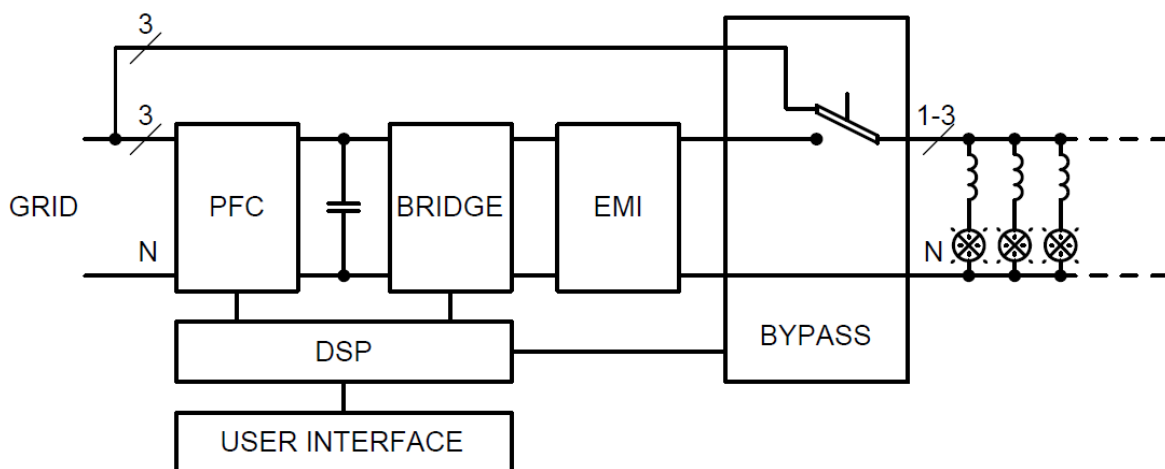 3
3
1-3
GRID
PFC
BRIDGE
EMI
N
N
BYPASS
DSP
USER INTERFACE